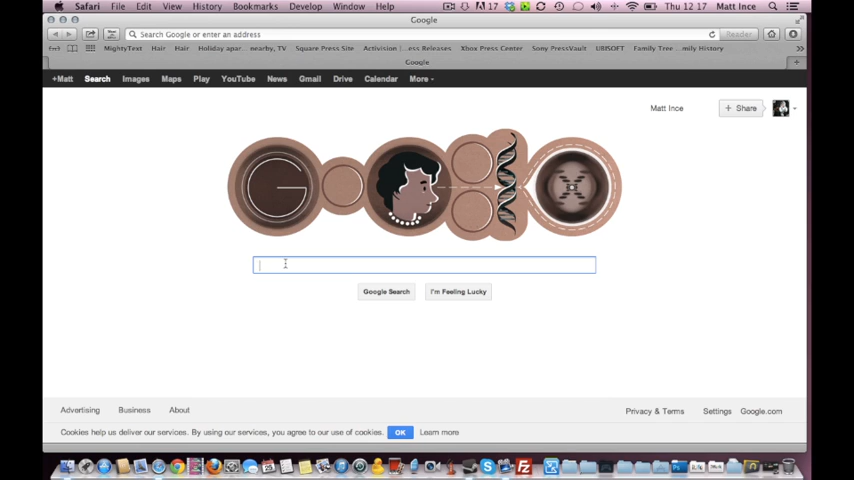 Safari File Edit View History Bookmarks Develop Window Help 17 Thu 12 17 Matt Ince
Google
Search Google or enter an address Reader
MightyText Hair Hair Holiday apar... nearby, TV Square Press Site Activision |...ess Releases Xbox Press Center Sony PressVault UBISOFT Family Tree ...mily History
Google
+Matt Search Images Maps Play YouTube News Gmail Drive Calendar More
Matt Ince + Share
G
Google Search I'm Feeling Lucky
Advertising Business About Privacy & Terms Settings Google.com
Cookies help us deliver our services. By using our services, you agree to our use of cookies. OK Learn more